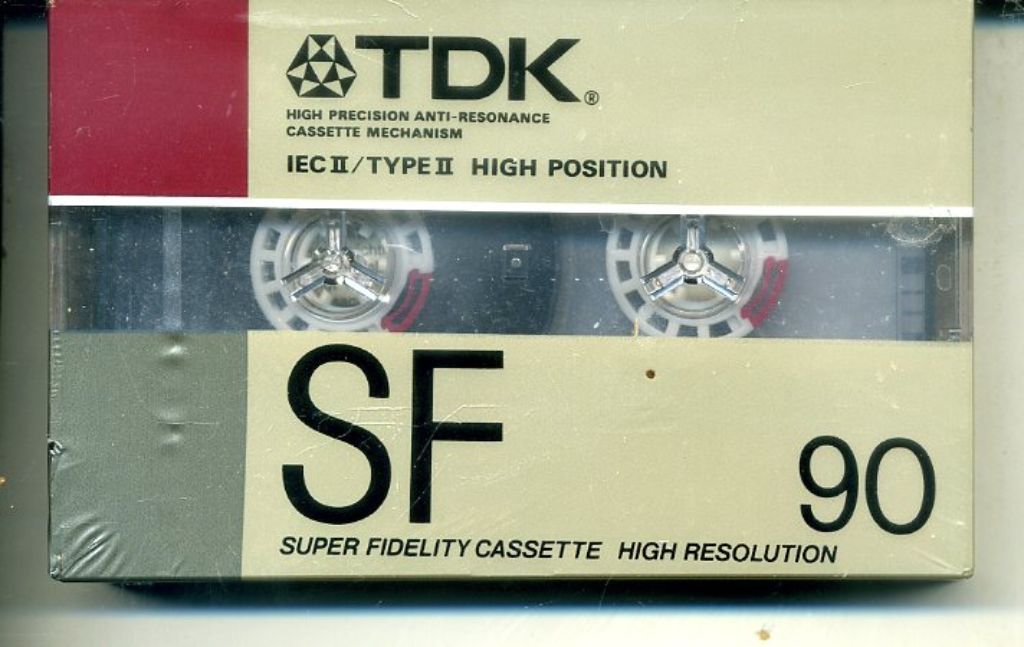 TDK®
HIGH PRECISION ANTI-RESONANCE
CASSETTE MECHANISM
IEC II/TYPE II HIGH POSITION
SF
90
SUPER FIDELITY CASSETTE HIGH RESOLUTION